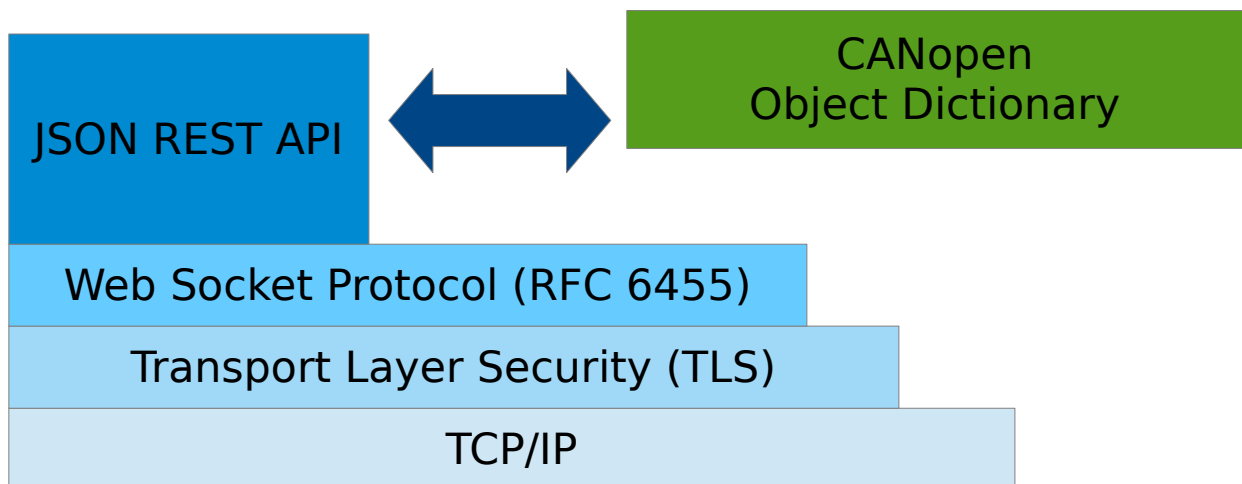 JSON REST API
CANopen
Object Dictionary
Web Socket Protocol (RFC 6455)
Transport Layer Security (TLS)
TCP/IP